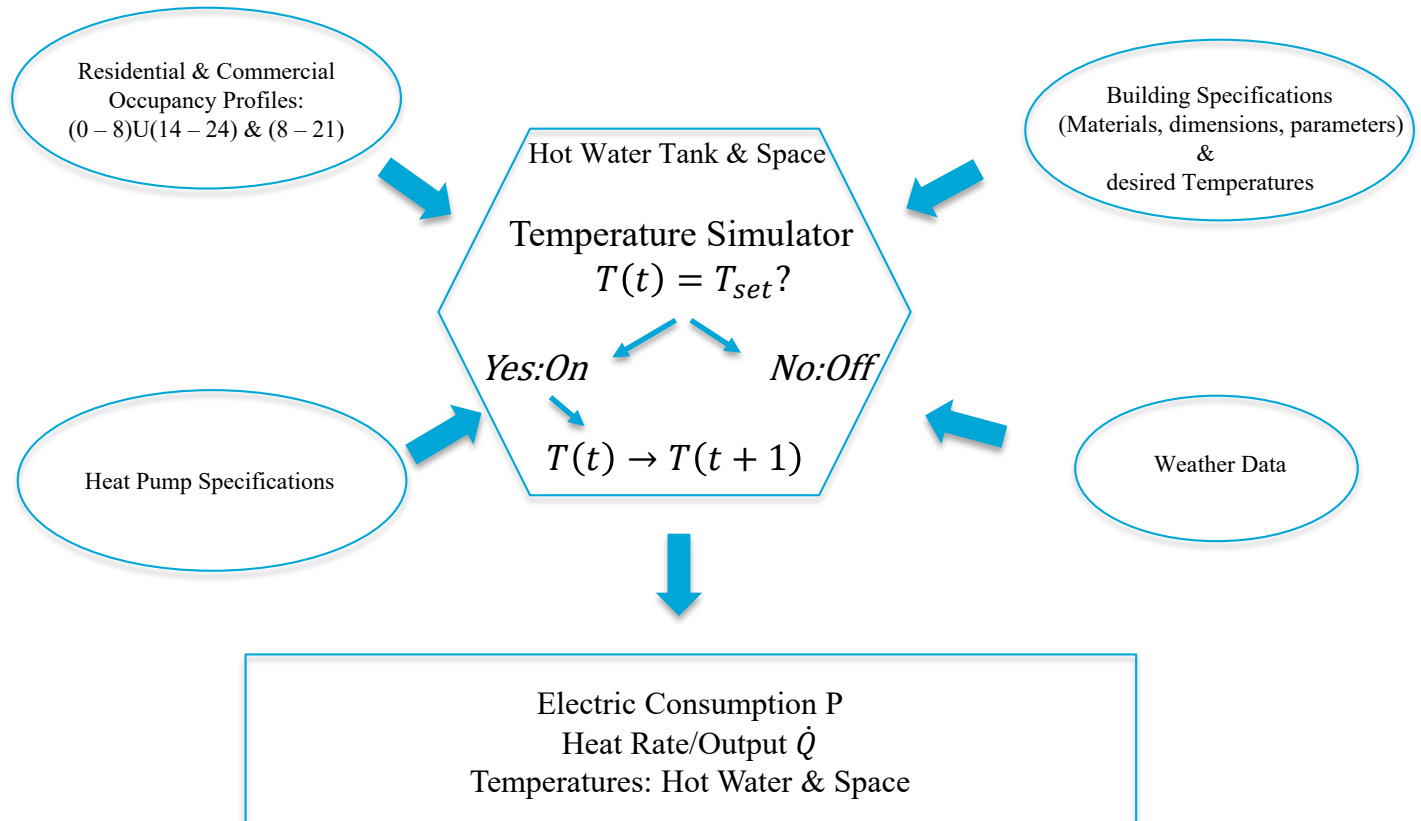 Residential & Commercial
Occupancy Profiles:
(0 – 8)U(14 – 24) & (8 – 21)
Building Specifications
(Materials, dimensions, parameters)
&
desired Temperatures
Hot Water Tank & Space
Temperature Simulator
T(t) = T_set?
Yes:On
No:Off
T(t) → T(t + 1)
Heat Pump Specifications
Weather Data
Electric Consumption P
Heat Rate/Output Q̇
Temperatures: Hot Water & Space